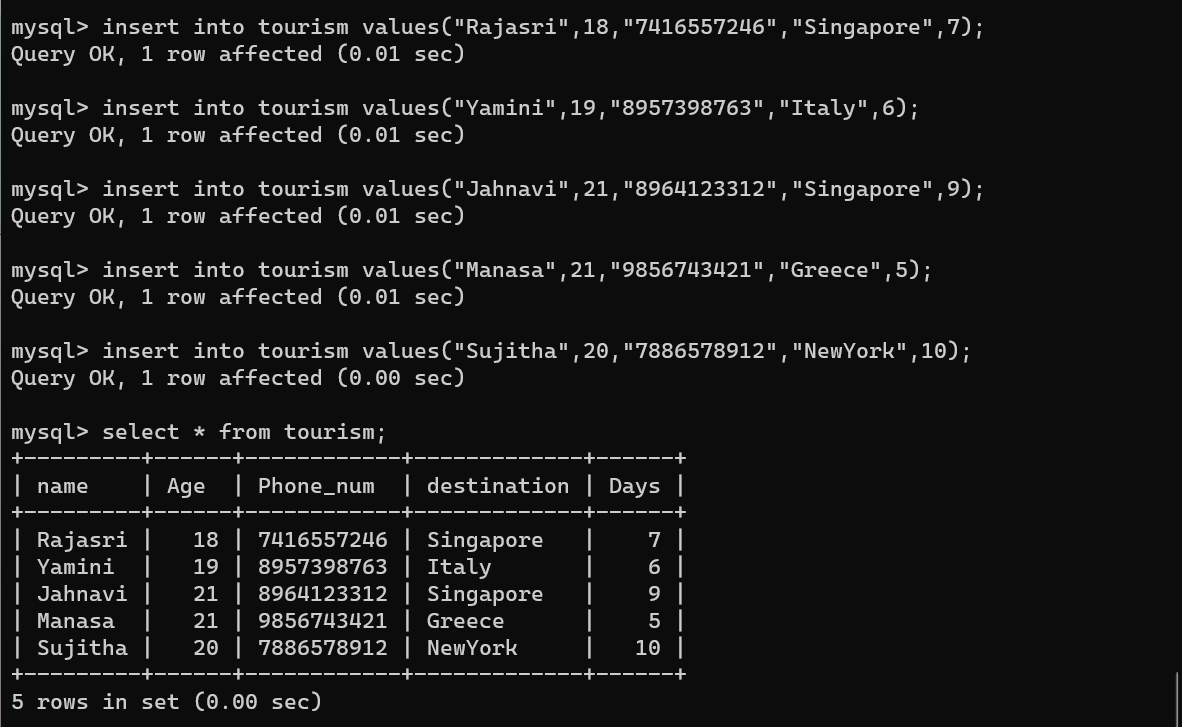 mysql> insert into tourism values("Rajasri",18,"7416557246","Singapore",7);
Query OK, 1 row affected (0.01 sec)

mysql> insert into tourism values("Yamini",19,"8957398763","Italy",6);
Query OK, 1 row affected (0.01 sec)

mysql> insert into tourism values("Jahnavi",21,"8964123312","Singapore",9);
Query OK, 1 row affected (0.01 sec)

mysql> insert into tourism values("Manasa",21,"9856743421","Greece",5);
Query OK, 1 row affected (0.01 sec)

mysql> insert into tourism values("Sujitha",20,"7886578912","NewYork",10);
Query OK, 1 row affected (0.00 sec)

mysql> select * from tourism;
+---------+------+------------+-------------+------+
| name    | Age  | Phone_num  | destination | Days |
+---------+------+------------+-------------+------+
| Rajasri |   18 | 7416557246 | Singapore   |    7 |
| Yamini  |   19 | 8957398763 | Italy       |    6 |
| Jahnavi |   21 | 8964123312 | Singapore   |    9 |
| Manasa  |   21 | 9856743421 | Greece      |    5 |
| Sujitha |   20 | 7886578912 | NewYork     |   10 |
+---------+------+------------+-------------+------+
5 rows in set (0.00 sec)